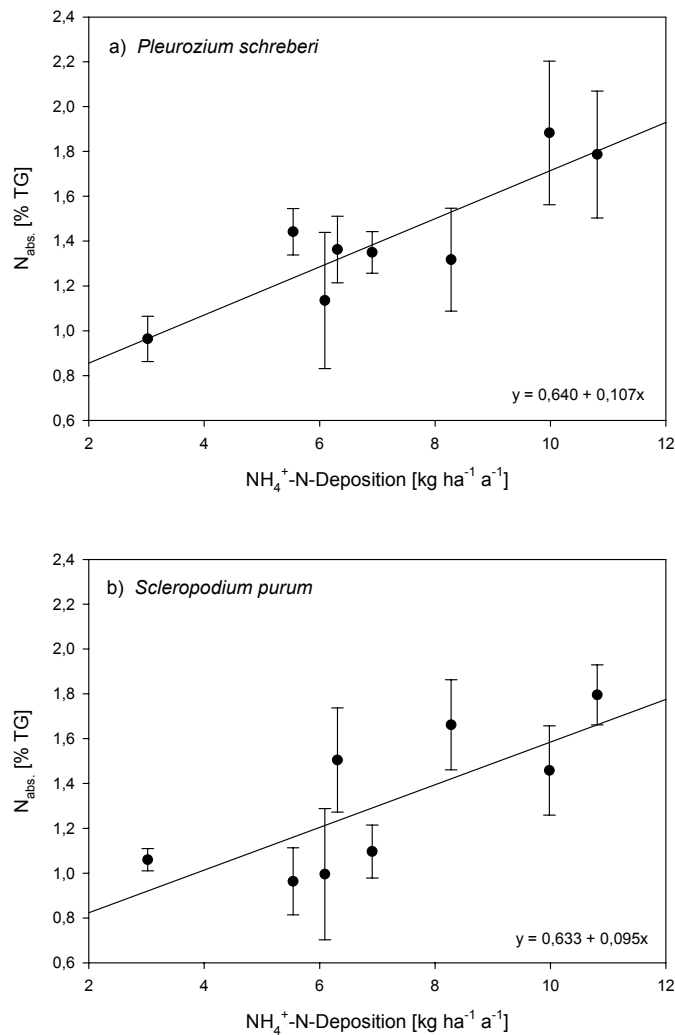 2,4
a) Pleurozium schreberi
2,2
2,0
1,8
1,6
1,4
1,2
1,0
0,8
0,6
N abs. [% TG]
y = 0,640 + 0,107x
2 4 6 8 10 12
NH₄⁺-N-Deposition [kg ha⁻¹ a⁻¹]
2,4
b) Scleropodium purum
2,2
2,0
1,8
1,6
1,4
1,2
1,0
0,8
0,6
N abs. [% TG]
y = 0,633 + 0,095x
2 4 6 8 10 12
NH₄⁺-N-Deposition [kg ha⁻¹ a⁻¹]